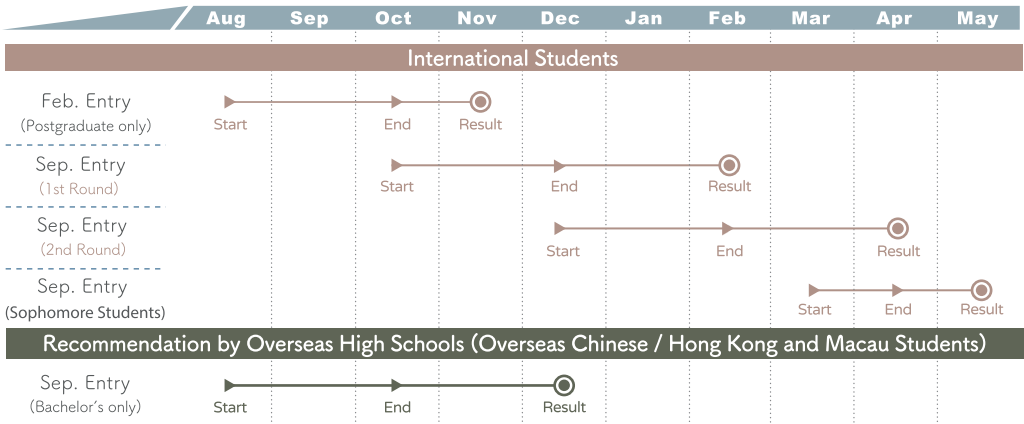 Aug Sep Oct Nov Dec Jan Feb Mar Apr May
International Students
Feb. Entry
(Postgraduate only)
Start End Result
Sep. Entry
(1st Round)
Start End Result
Sep. Entry
(2nd Round)
Start End Result
Sep. Entry
(Sophomore Students)
Start End Result
Recommendation by Overseas High Schools (Overseas Chinese / Hong Kong and Macau Students)
Sep. Entry
(Bachelor´s only)
Start End Result